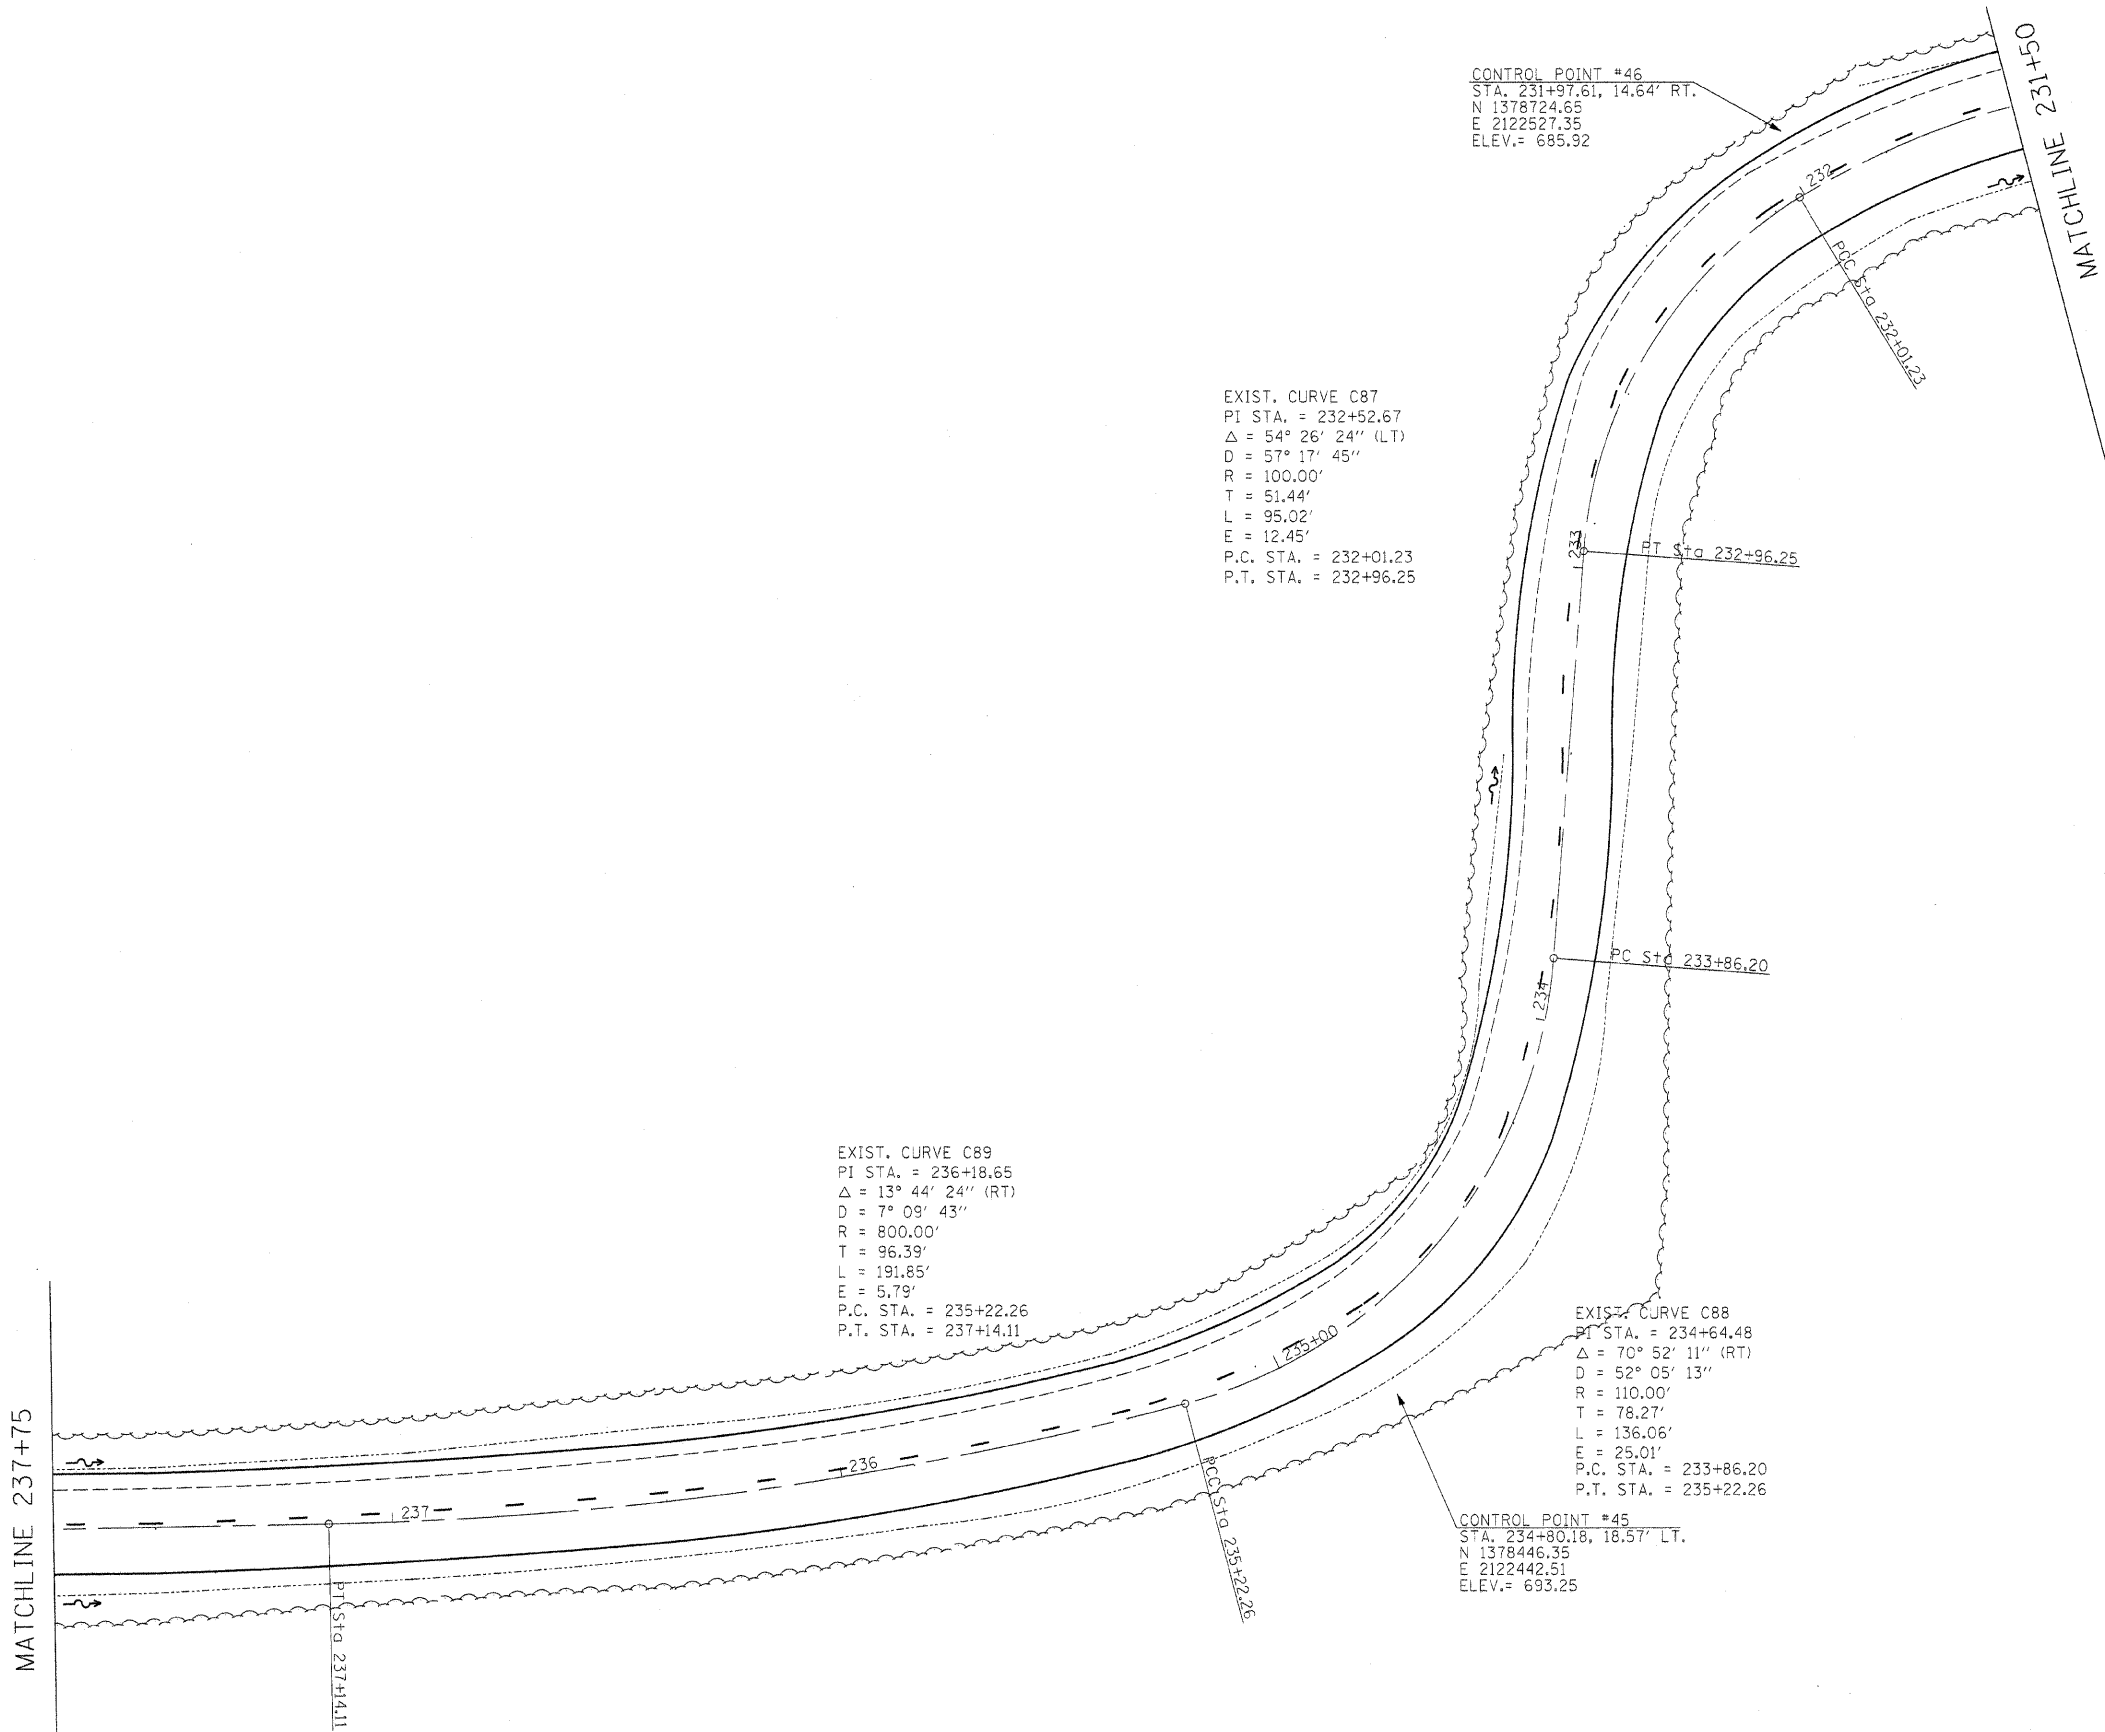 CONTROL POINT #46
STA. 231+97.61, 14.64' RT.
N 1378724.65
E 2122527.35
ELEV.= 685.92
MATCHLINE 231+50
232
PCC Sta 232+01.23
EXIST. CURVE C87
PI STA. = 232+52.67
Δ = 54° 26' 24'' (LT)
D = 57° 17' 45''
R = 100.00'
T = 51.44'
L = 95.02'
E = 12.45'
P.C. STA. = 232+01.23
P.T. STA. = 232+96.25
233
PT Sta 232+96.25
PC Sta 233+86.20
234
EXIST. CURVE C89
PI STA. = 236+18.65
Δ = 13° 44' 24'' (RT)
D = 7° 09' 43''
R = 800.00'
T = 96.39'
L = 191.85'
E = 5.79'
P.C. STA. = 235+22.26
P.T. STA. = 237+14.11
235+00
EXIST. CURVE C88
PI STA. = 234+64.48
Δ = 70° 52' 11'' (RT)
D = 52° 05' 13''
R = 110.00'
T = 78.27'
L = 136.06'
E = 25.01'
P.C. STA. = 233+86.20
P.T. STA. = 235+22.26
CONTROL POINT #45
STA. 234+80.18, 18.57' LT.
N 1378446.35
E 2122442.51
ELEV.= 693.25
236
PCC Sta 235+22.26
237
PT Sta 237+14.11
MATCHLINE 237+75